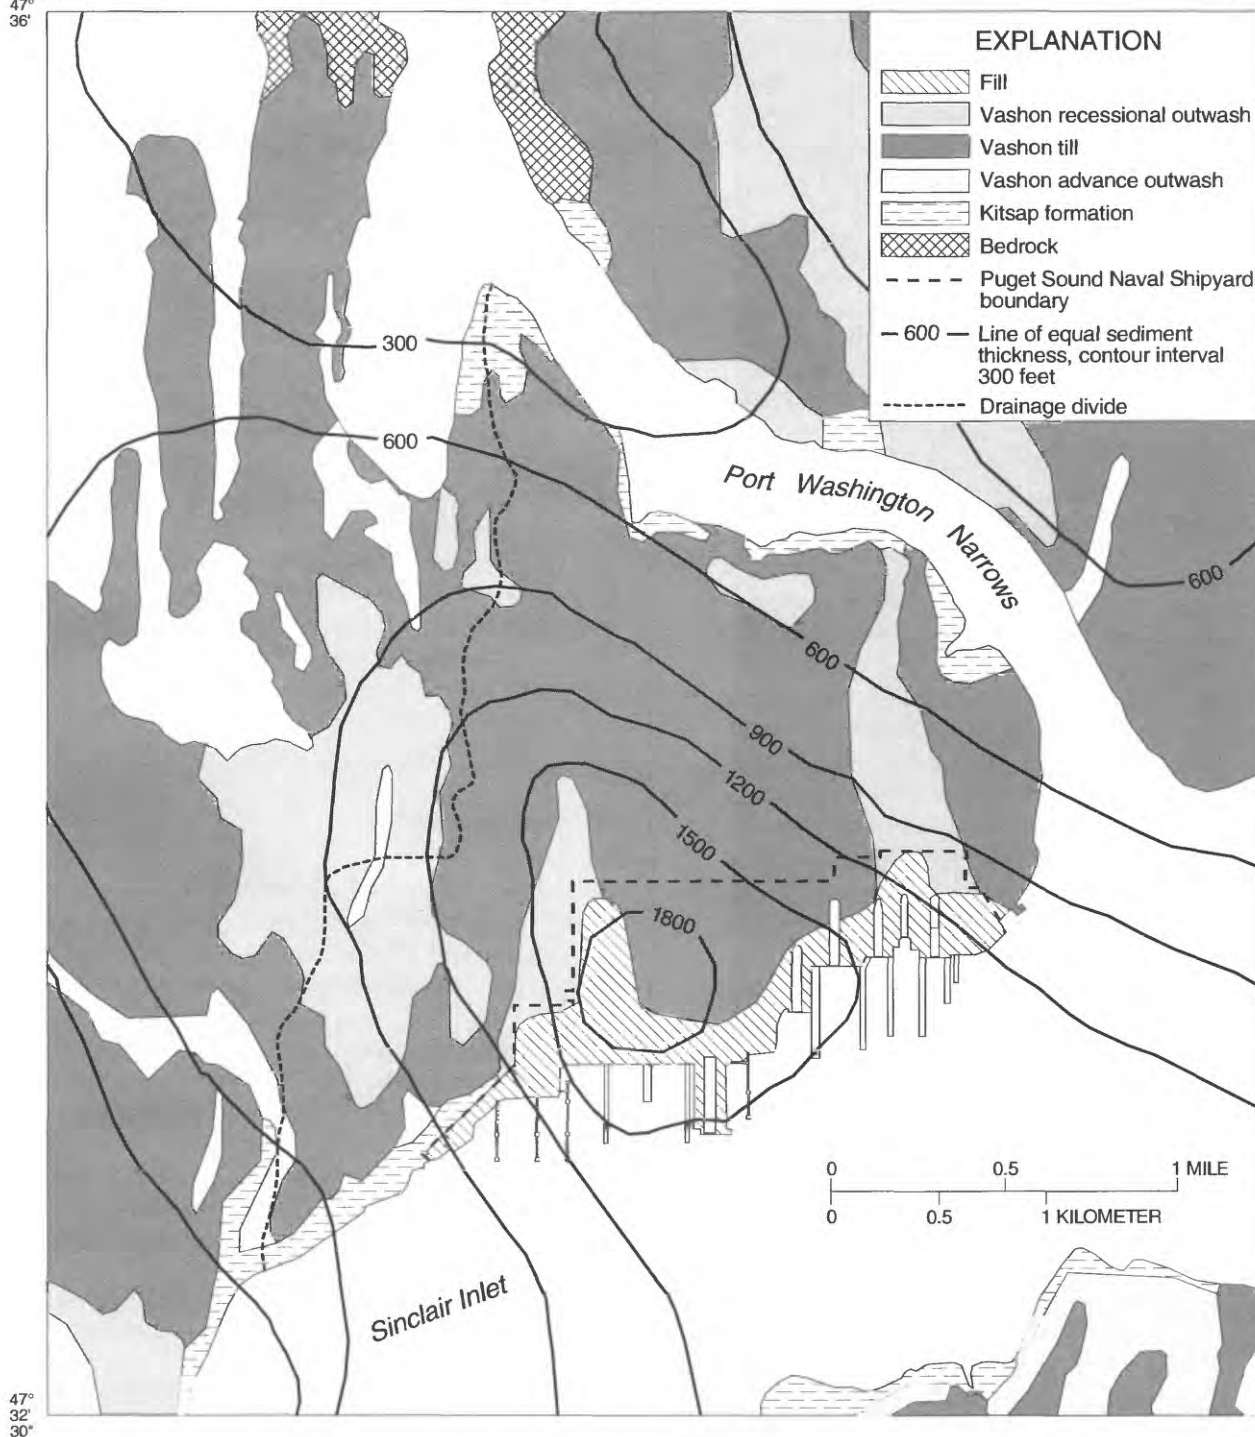 47°
36'
EXPLANATION
Fill
Vashon recessional outwash
Vashon till
Vashon advance outwash
Kitsap formation
Bedrock
Puget Sound Naval Shipyard
boundary
600
Line of equal sediment
thickness, contour interval
300 feet
Drainage divide
300
600
Port Washington Narrows
600
600
900
1200
1500
1800
0 0.5 1 MILE
0 0.5 1 KILOMETER
Sinclair Inlet
47°
32'
30"